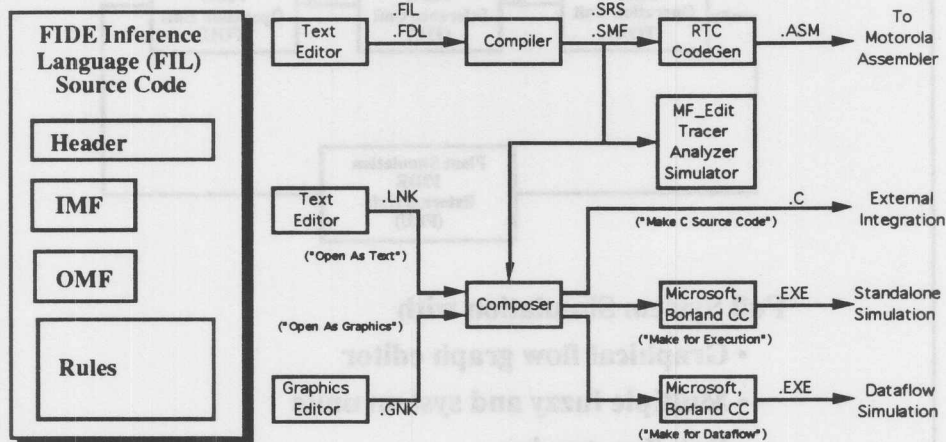 FIDE Inference
Language (FIL)
Source Code
Header
IMF
OMF
Rules
Text
Editor
.FIL
.FDL
Compiler
SRS
.SMF
RTC
CodeGen
.ASM
To
Motorola
Assembler
MF_Edit
Tracer
Analyzer
Simulator
Text
Editor
.LNK
("Open As Text")
.C
("Make C Source Code")
External
Integration
Composer
("Open As Graphics")
Microsoft,
Borland CC
.EXE
("Make for Execution")
Standalone
Simulation
Graphics
Editor
.GNK
Microsoft,
Borland CC
.EXE
("Make for Dataflow")
Dataflow
Simulation